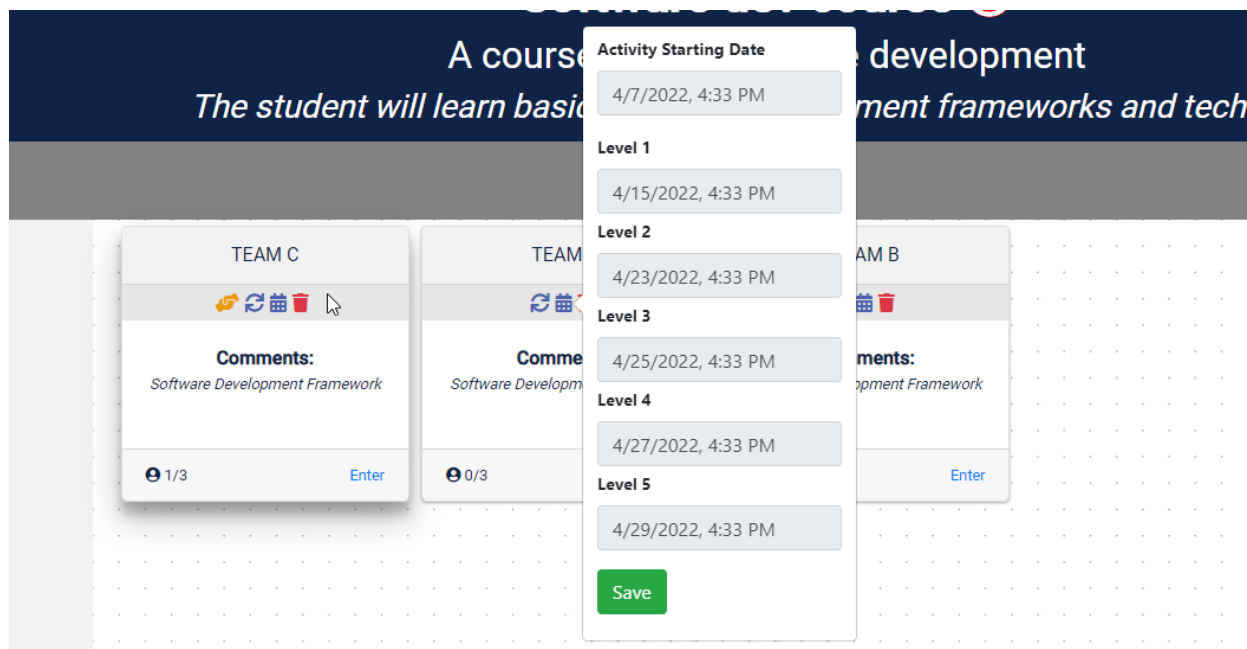 A course development
The student will learn basic ment frameworks and tech
Activity Starting Date
4/7/2022, 4:33 PM
Level 1
4/15/2022, 4:33 PM
Level 2
4/23/2022, 4:33 PM
Level 3
4/25/2022, 4:33 PM
Level 4
4/27/2022, 4:33 PM
Level 5
4/29/2022, 4:33 PM
Save
TEAM C
Comments:
Software Development Framework
1/3 Enter
TEAM
Comme
Software Developm
0/3
AM B
ments:
opment Framework
Enter